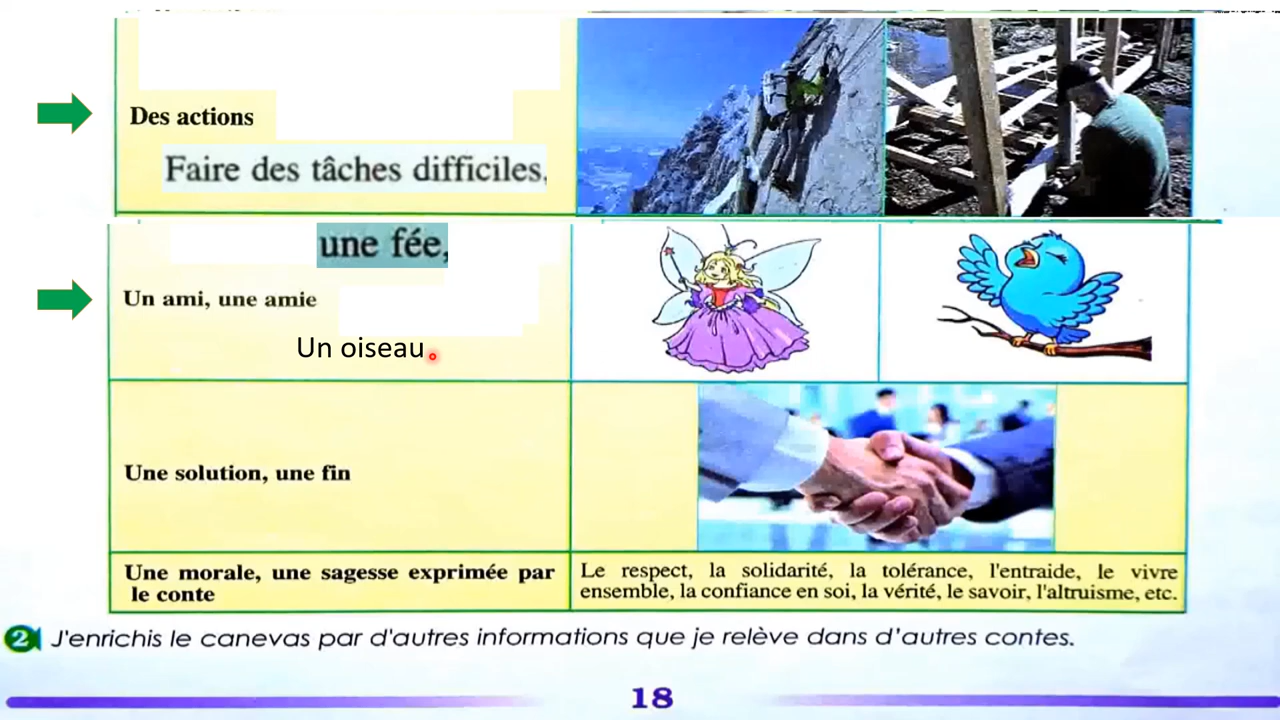 Des actions
Faire des tâches difficiles.
une fée,
Un ami, une amie
Un oiseau.
Une solution, une fin
Une morale, une sagesse exprimée par
le conte
Le respect, la solidarité, la tolérance, l'entraide, le vivre
ensemble, la confiance en soi, la vérité, le savoir, l'altruisme, etc.
2 J'enrichis le canevas par d'autres informations que je relève dans d’autres contes.
18